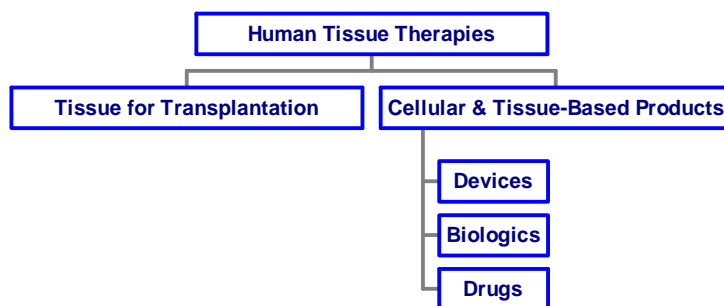 Human Tissue Therapies
Tissue for Transplantation
Cellular & Tissue-Based Products
Devices
Biologics
Drugs